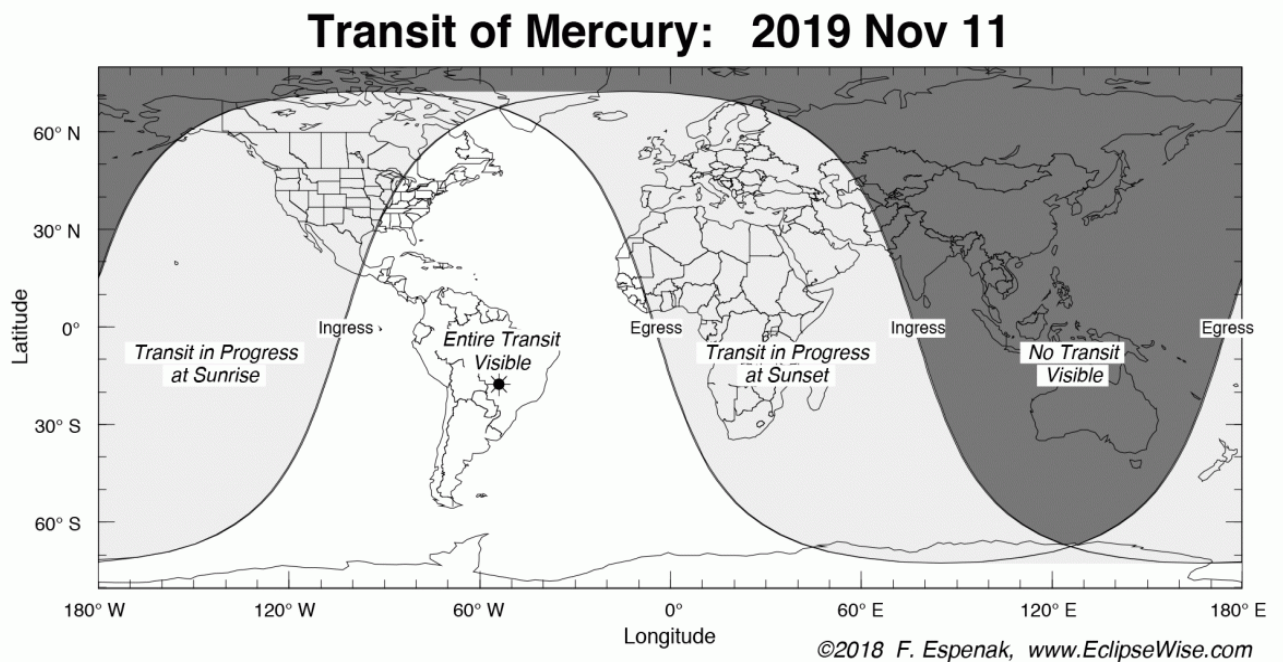 Transit of Mercury: 2019 Nov 11
60° N
30° N
0°
30° S
60° S
Latitude
Ingress
Egress
Ingress
Egress
Transit in Progress
at Sunrise
Entire Transit
Visible
Transit in Progress
at Sunset
No Transit
Visible
180° W
120° W
60° W
0°
60° E
120° E
180° E
Longitude
©2018 F. Espenak, www.EclipseWise.com